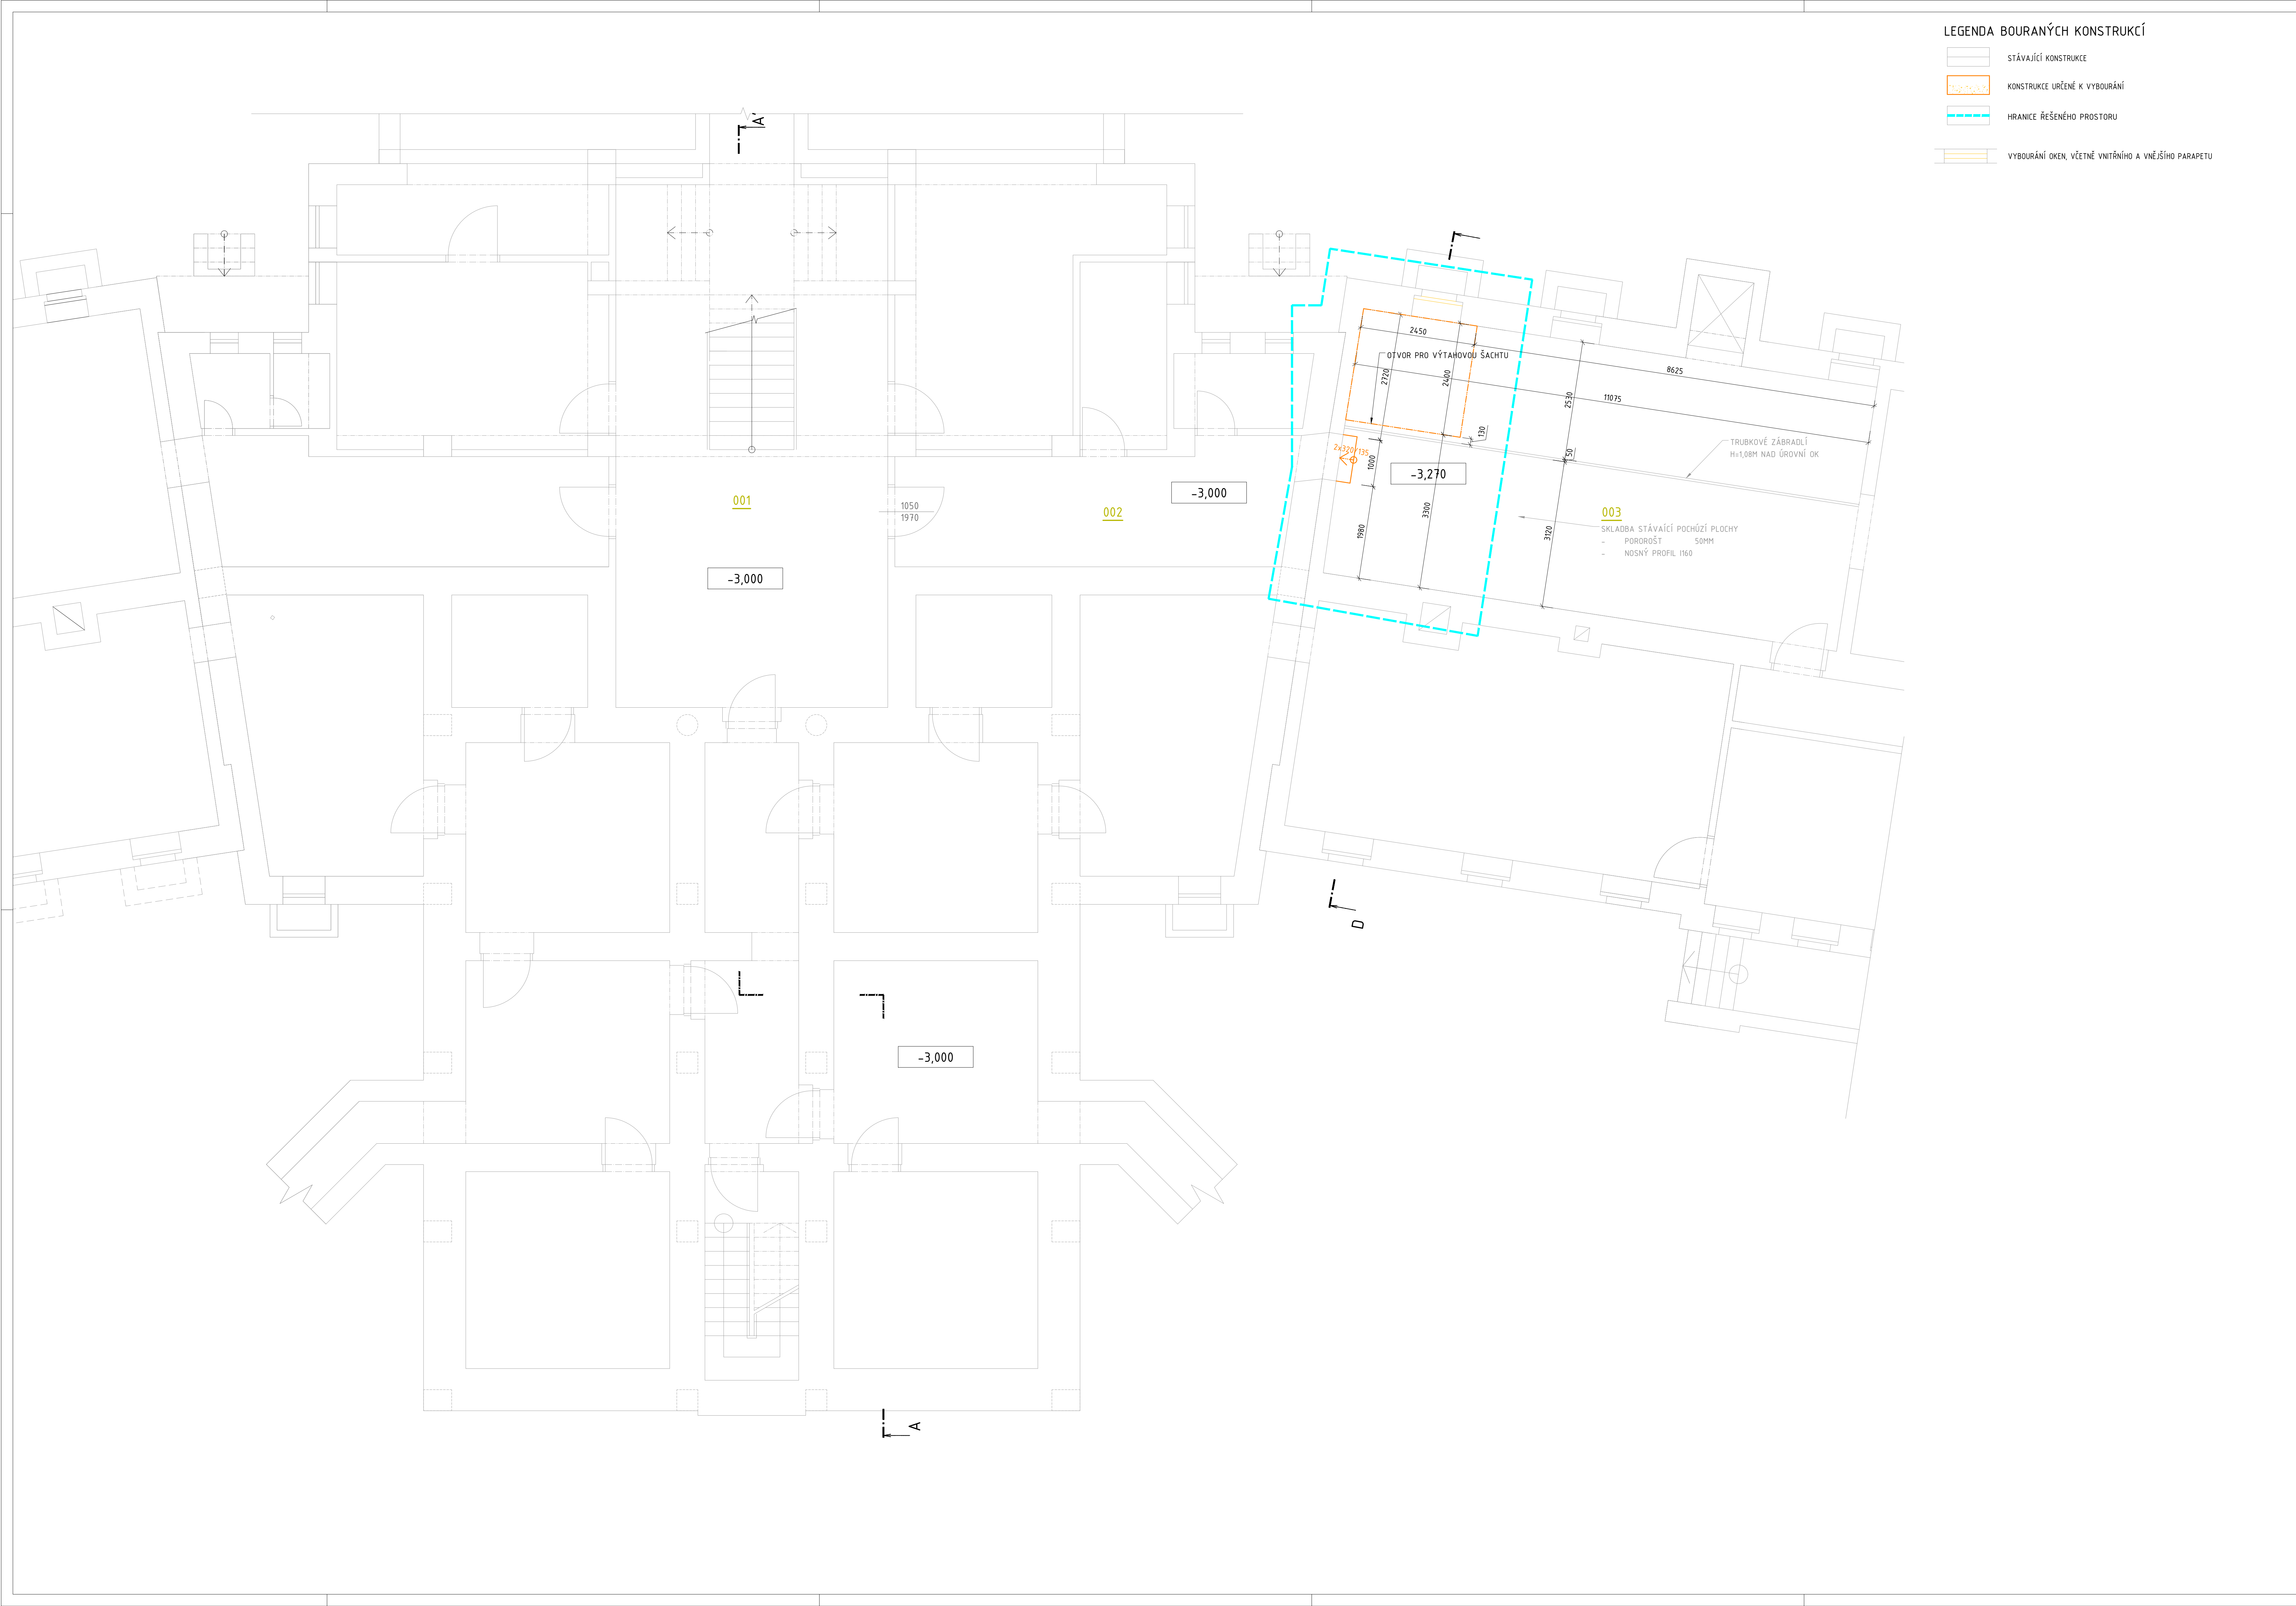 LEGENDA BOURANÝCH KONSTRUKCÍ
STÁVAJÍCÍ KONSTRUKCE
KONSTRUKCE URČENÉ K VYBOURÁNÍ
HRANICE ŘEŠENÉHO PROSTORU
VYBOURÁNÍ OKEN, VČETNĚ VNITŘNÍHO A VNĚJŠÍHO PARAPETU
A'
2450
OTVOR PRO VÝTAHOVOU ŠACHTU
8625
2720
2400
2530
11075
130
2x320/135
TRUBKOVÉ ZÁBRADLÍ
H=1,08M NAD ÚROVNÍ OK
150
1000
-3,270
-3,000
001
1050
1970
002
003
3300
1980
3120
SKLADBA STÁVAÍCÍ POCHŮZÍ PLOCHY
- POROROŠT 50MM
- NOSNÝ PROFIL I160
-3,000
D
-3,000
A